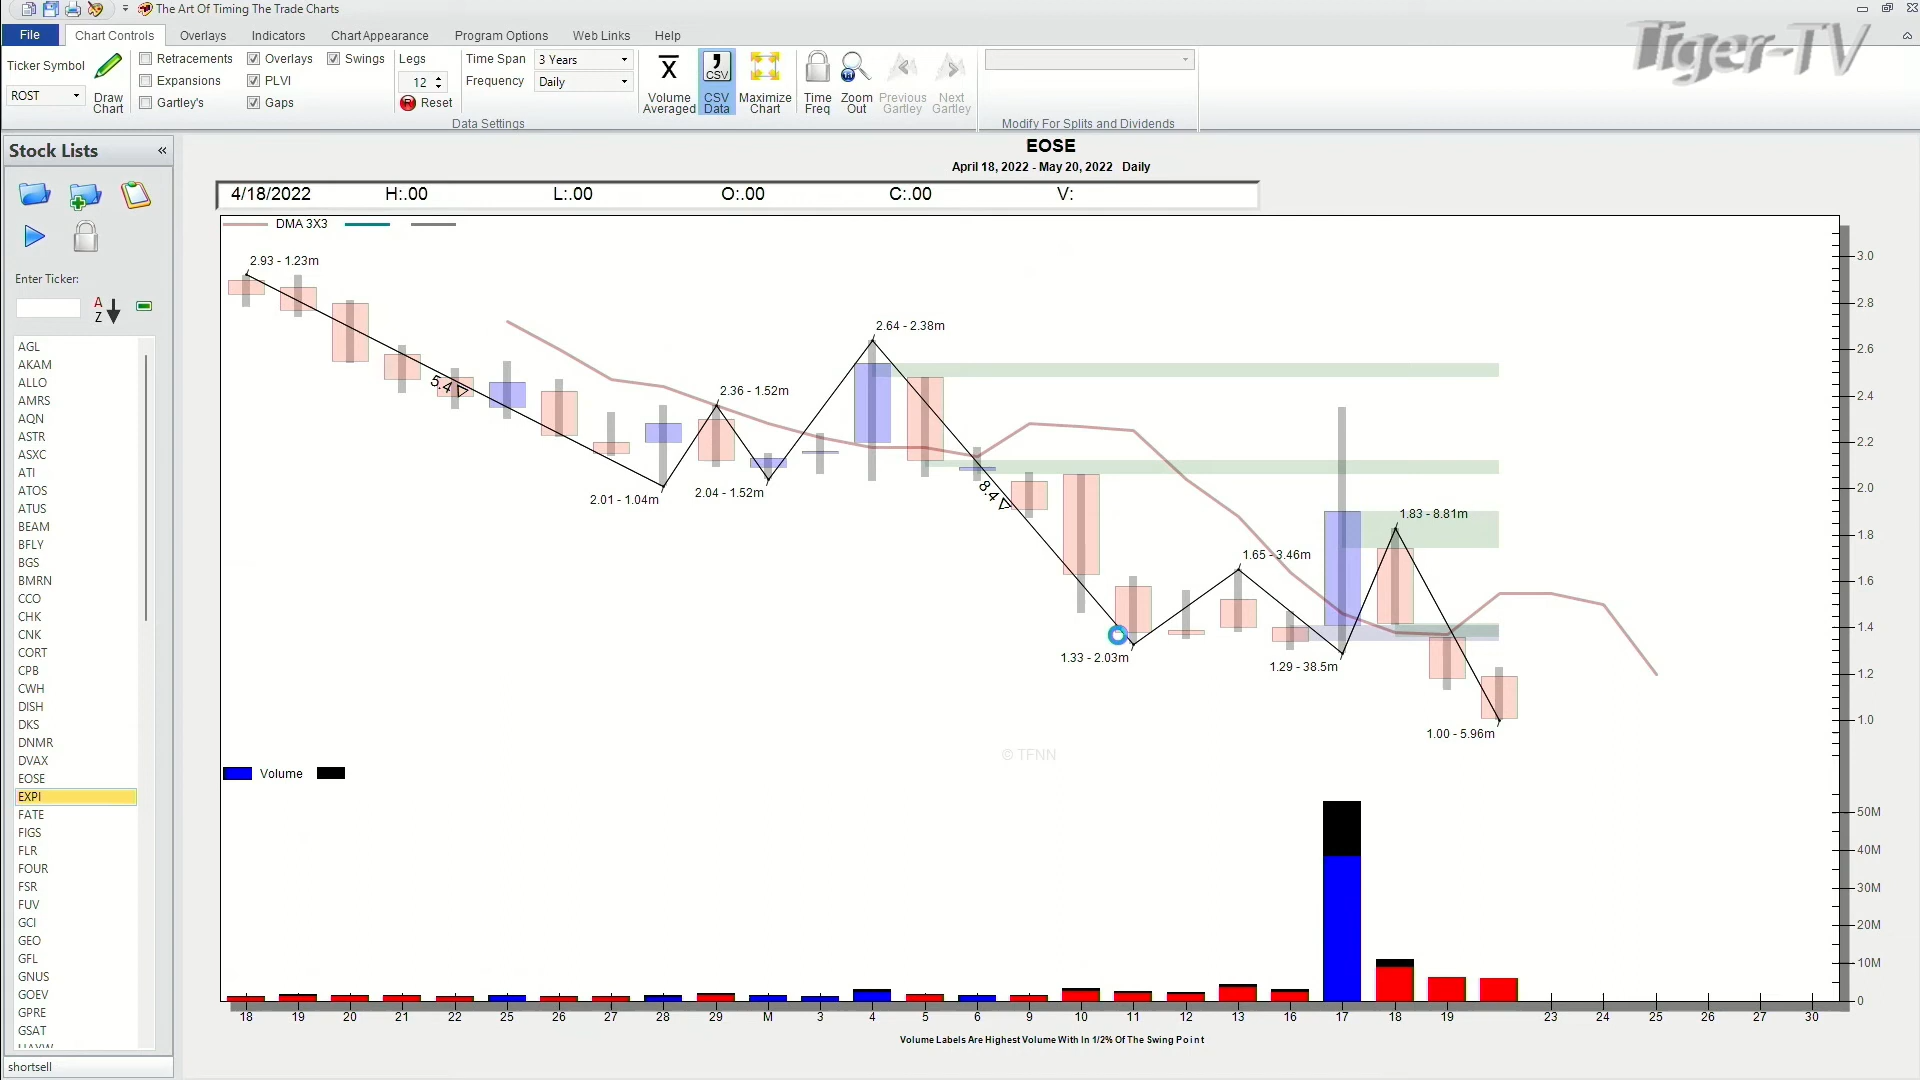 The Art Of Timing The Trade Charts
File Chart Controls Overlays Indicators Chart Appearance Program Options Web Links Help
Tiger-TV
Ticker Symbol
ROST
Draw Chart
Retracements
Expansions
Gartley's
Overlays
PLVI
Gaps
Swings
Legs
12
Reset
Time Span 3 Years
Frequency Daily
Data Settings
Volume Averaged
CSV Data
Maximize Chart
Time Freq
Zoom Out
Previous Gartley
Next Gartley
Modify For Splits and Dividends
Stock Lists
Enter Ticker:
AGL
AKAM
ALLO
AMRS
AQN
ASTR
ASXC
ATI
ATOS
ATUS
BEAM
BFLY
BGS
BMRN
CCO
CHK
CNK
CORT
CPB
CWH
DISH
DKS
DNMR
DVAX
EOSE
EXPI
FATE
FIGS
FLR
FOUR
FSR
FUV
GCI
GEO
GFL
GNUS
GOEV
GPRE
GSAT
shortsell
EOSE
April 18, 2022 - May 20, 2022 Daily
4/18/2022 H:.00 L:.00 O:.00 C:.00 V:
DMA 3X3
2.93 - 1.23m
5.4
2.01 - 1.04m
2.36 - 1.52m
2.04 - 1.52m
2.64 - 2.38m
8.4
1.33 - 2.03m
1.65 - 3.46m
1.29 - 38.5m
1.83 - 8.81m
1.00 - 5.96m
3.0
2.8
2.6
2.4
2.2
2.0
1.8
1.6
1.4
1.2
1.0
© TFNN
Volume
50M
40M
30M
20M
10M
0
18 19 20 21 22 25 26 27 28 29 M 3 4 5 6 9 10 11 12 13 16 17 18 19 23 24 25 26 27 30
Volume Labels Are Highest Volume With In 1/2% Of The Swing Point